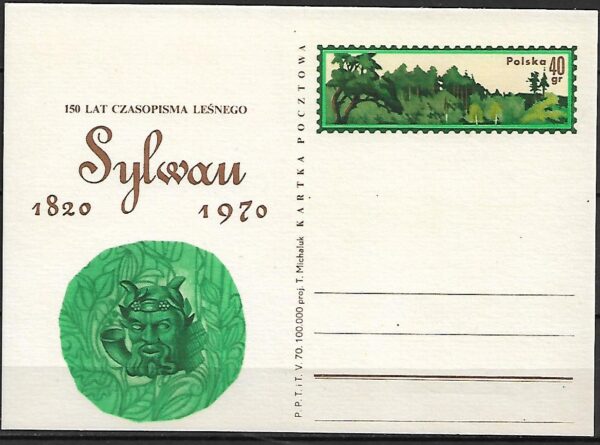 150 LAT CZASOPISMA LEŚNEGO
Sylwan
1820 1970
KARTKA POCZTOWA
P.P.T. i T. V. 70. 100.000 proj. T. Michaluk
Polska 40 gr